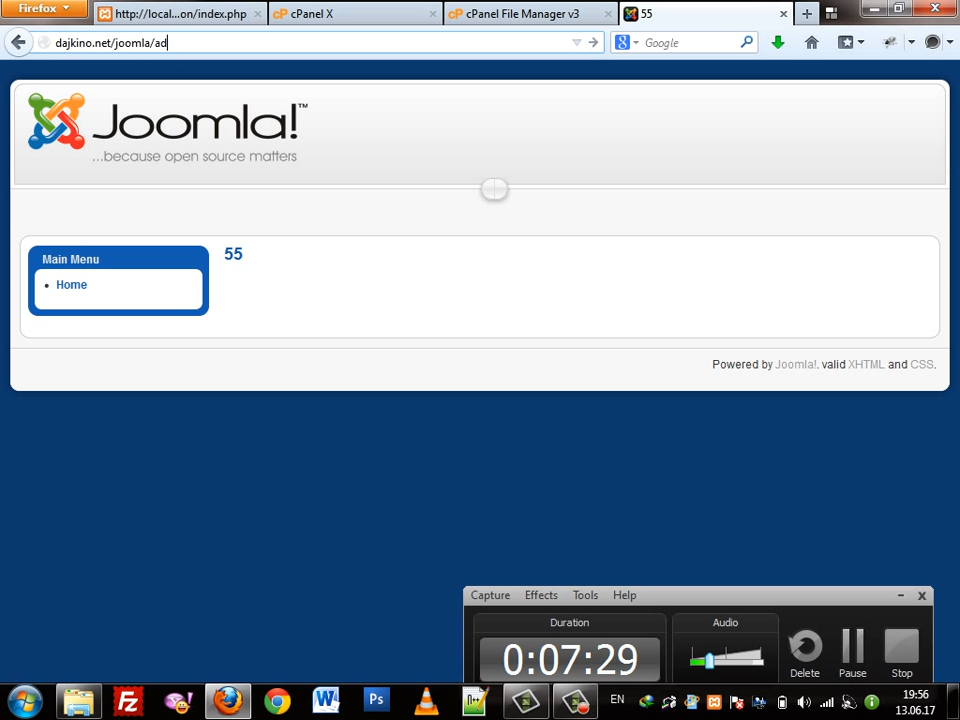 Firefox
http://local...on/index.php
cPanel X
cPanel File Manager v3
55
dajkino.net/joomla/ad
Google
Joomla!™
...because open source matters
Main Menu
55
Home
Powered by Joomla!. valid XHTML and CSS.
Capture Effects Tools Help
Duration
Audio
0:07:29
Delete
Pause
Stop
EN
19:56
13.06.17